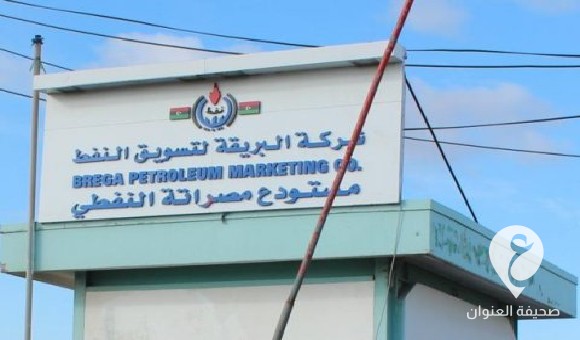 شركة البريقة لتسويق النفط
BREGA PETROLEUM MARKETING CO.
مستودع مصراتة النفطي
صحيفة العنوان